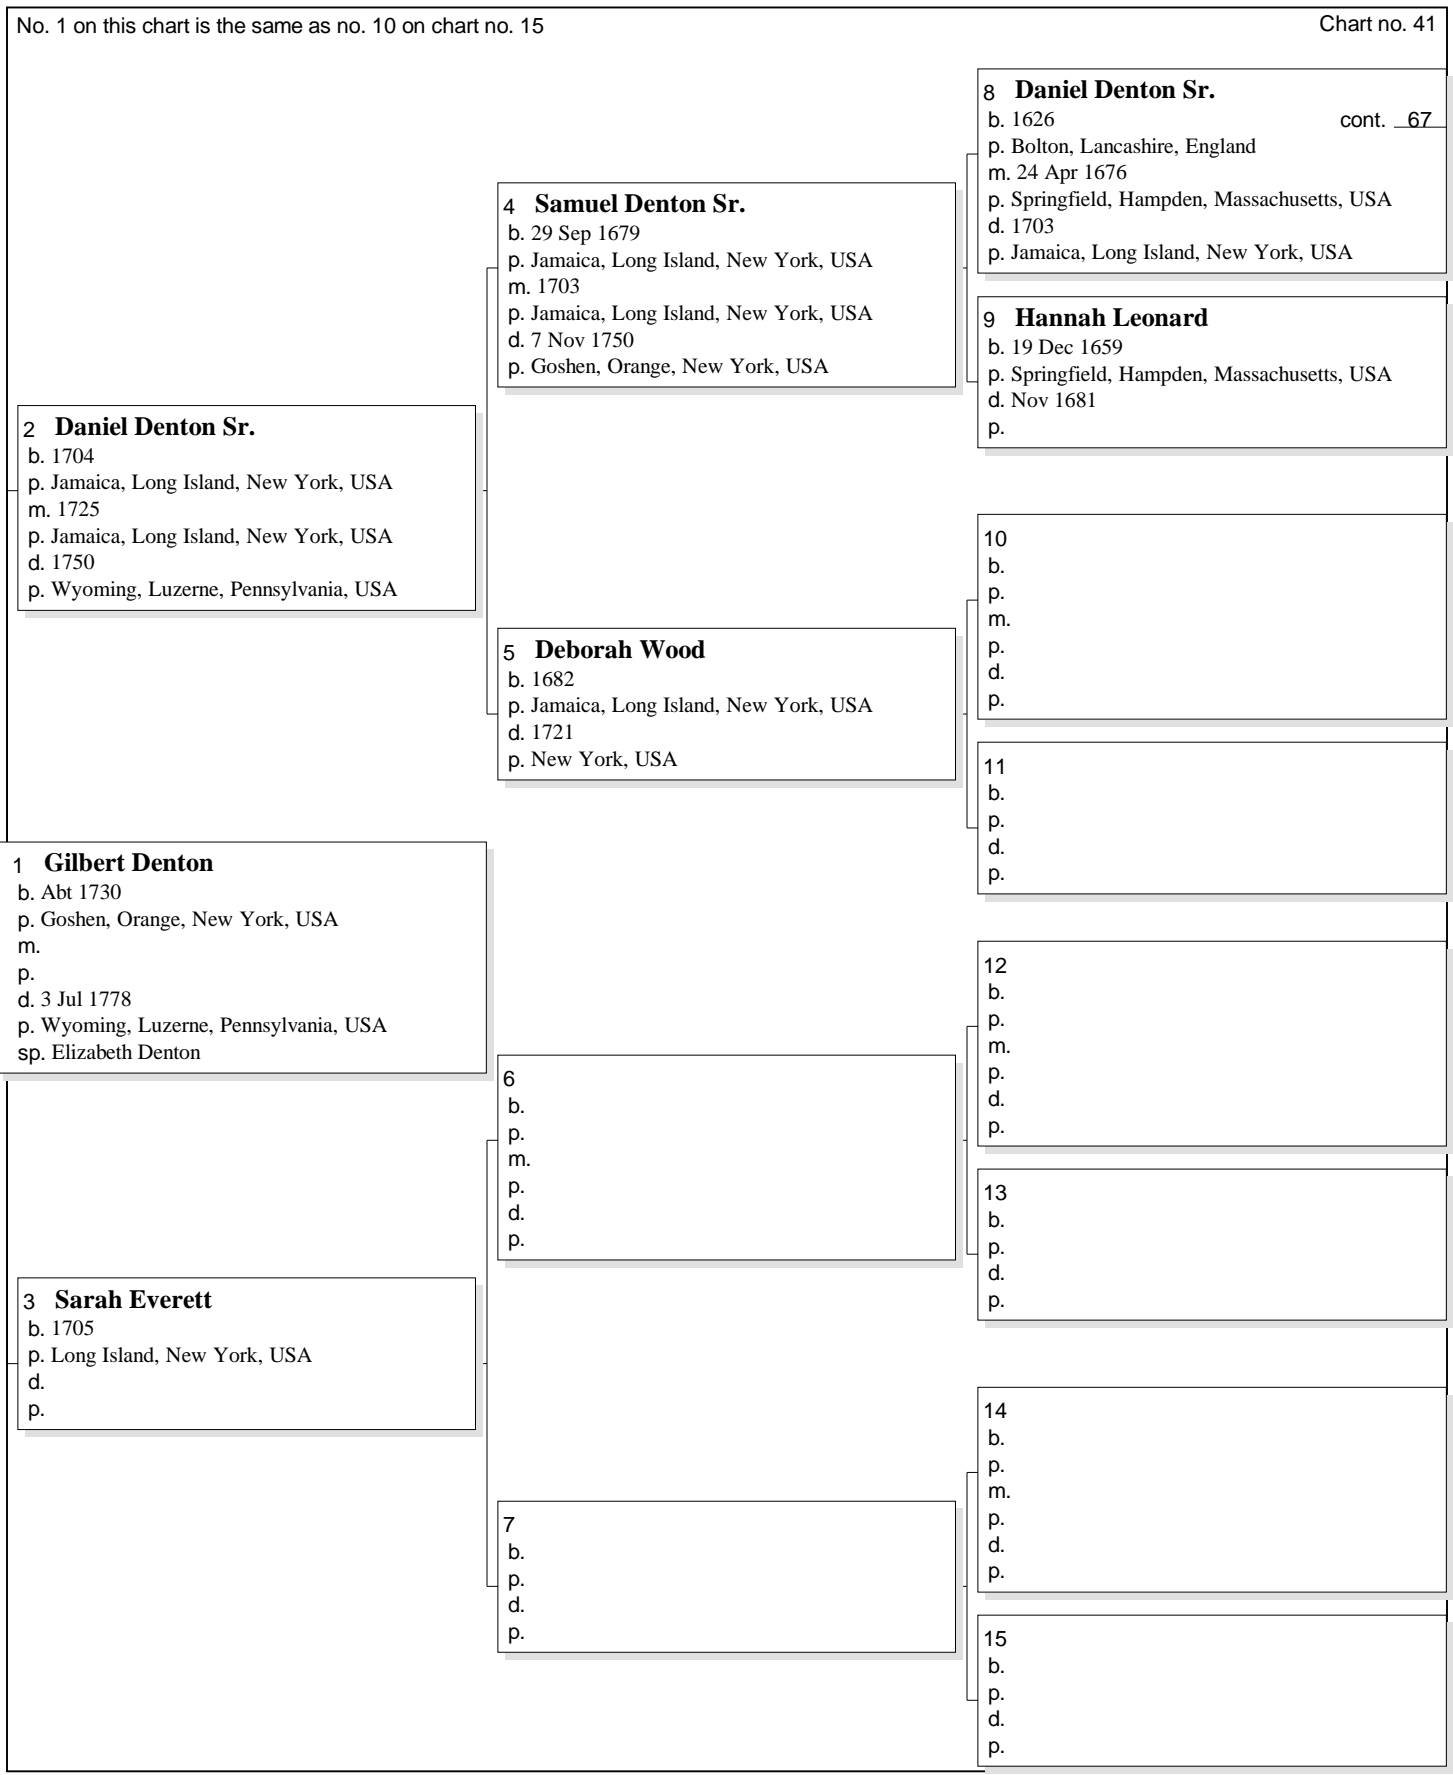 No. 1 on this chart is the same as no. 10 on chart no. 15
Chart no. 41
8 Daniel Denton Sr.
b. 1626 cont. 67
p. Bolton, Lancashire, England
m. 24 Apr 1676
p. Springfield, Hampden, Massachusetts, USA
d. 1703
p. Jamaica, Long Island, New York, USA
4 Samuel Denton Sr.
b. 29 Sep 1679
p. Jamaica, Long Island, New York, USA
m. 1703
p. Jamaica, Long Island, New York, USA
d. 7 Nov 1750
p. Goshen, Orange, New York, USA
9 Hannah Leonard
b. 19 Dec 1659
p. Springfield, Hampden, Massachusetts, USA
d. Nov 1681
p.
2 Daniel Denton Sr.
b. 1704
p. Jamaica, Long Island, New York, USA
m. 1725
p. Jamaica, Long Island, New York, USA
d. 1750
p. Wyoming, Luzerne, Pennsylvania, USA
10
b.
p.
m.
p.
d.
p.
5 Deborah Wood
b. 1682
p. Jamaica, Long Island, New York, USA
d. 1721
p. New York, USA
11
b.
p.
d.
p.
1 Gilbert Denton
b. Abt 1730
p. Goshen, Orange, New York, USA
m.
p.
d. 3 Jul 1778
p. Wyoming, Luzerne, Pennsylvania, USA
sp. Elizabeth Denton
12
b.
p.
m.
p.
d.
p.
6
b.
p.
m.
p.
d.
p.
13
b.
p.
d.
p.
3 Sarah Everett
b. 1705
p. Long Island, New York, USA
d.
p.
14
b.
p.
m.
p.
d.
p.
7
b.
p.
d.
p.
15
b.
p.
d.
p.